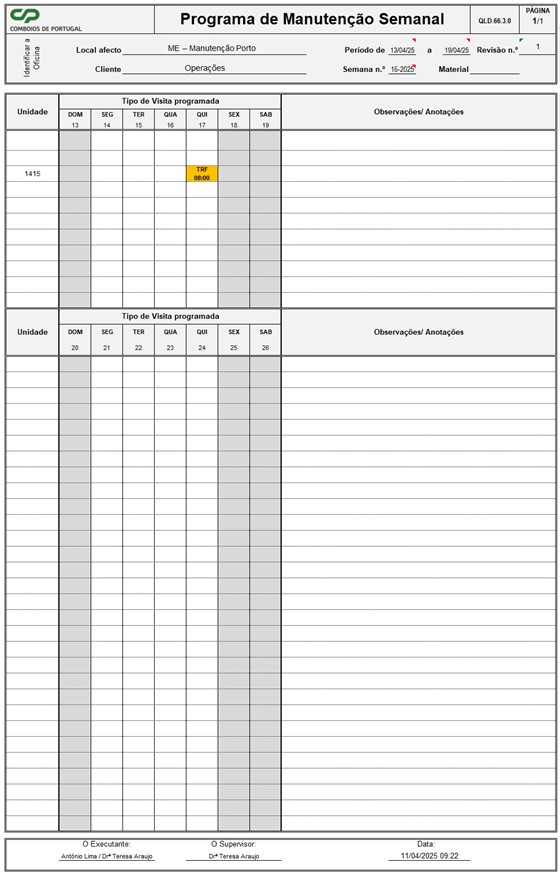 CP
COMBOIOS DE PORTUGAL
Programa de Manutenção Semanal
QLD.66.3.0
PÁGINA
1/1
Identificar a
Oficina
Local afecto ME – Manutenção Porto
Periodo de 13/04/25 a 19/04/25 Revisão n.º 1
Cliente Operações
Semana n.º 16-2025 Material
Unidade
Tipo de Visita programada
Observações/ Anotações
DOM SEG TER QUA QUI SEX SAB
13 14 15 16 17 18 19
1415
TRF
08:00
Unidade
Tipo de Visita programada
Observações/ Anotações
DOM SEG TER QUA QUI SEX SAB
20 21 22 23 24 25 26
O Executante: O Supervisor: Data:
António Lima / Drª Teresa Araujo Drª Teresa Araujo 11/04/2025 09:22